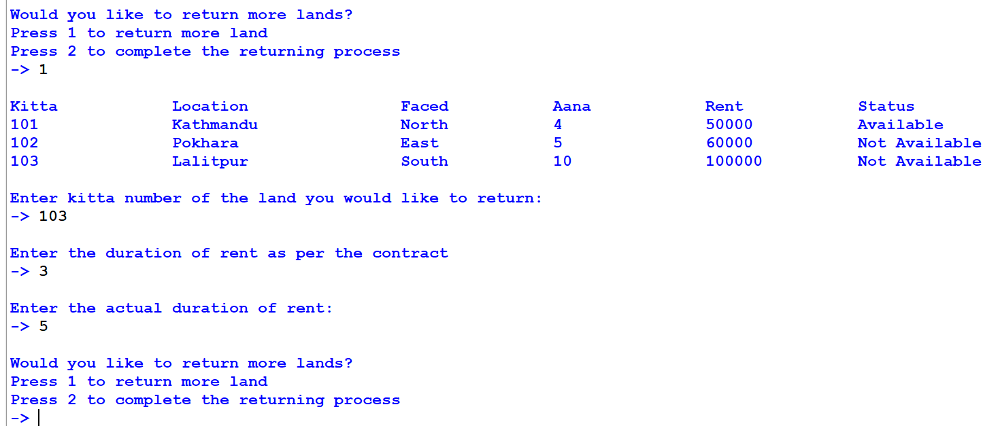 Would you like to return more lands?
Press 1 to return more land
Press 2 to complete the returning process
-> 1
Kitta Location Faced Aana Rent Status
101 Kathmandu North 4 50000 Available
102 Pokhara East 5 60000 Not Available
103 Lalitpur South 10 100000 Not Available
Enter kitta number of the land you would like to return:
-> 103
Enter the duration of rent as per the contract
-> 3
Enter the actual duration of rent:
-> 5
Would you like to return more lands?
Press 1 to return more land
Press 2 to complete the returning process
->